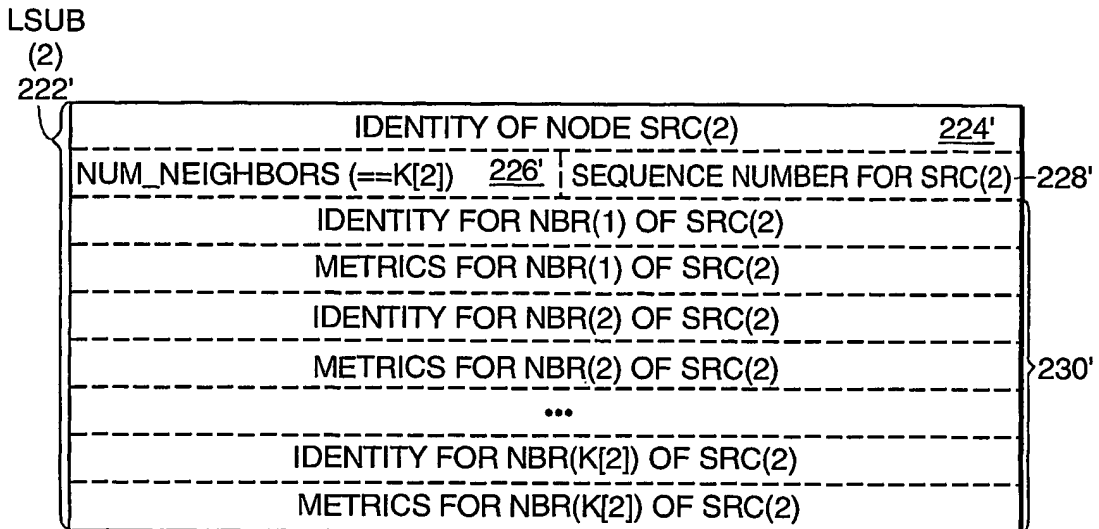 LSUB
(2)
222'
IDENTITY OF NODE SRC(2) 224'
NUM_NEIGHBORS (==K[2]) 226' SEQUENCE NUMBER FOR SRC(2) 228'
IDENTITY FOR NBR(1) OF SRC(2)
METRICS FOR NBR(1) OF SRC(2)
IDENTITY FOR NBR(2) OF SRC(2)
METRICS FOR NBR(2) OF SRC(2) 230'
•••
IDENTITY FOR NBR(K[2]) OF SRC(2)
METRICS FOR NBR(K[2]) OF SRC(2)